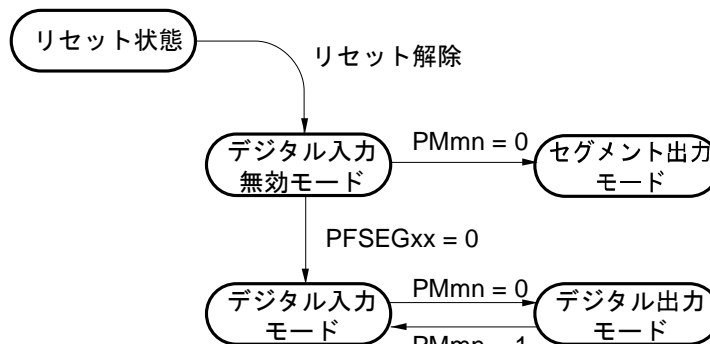 リセット状態
リセット解除
デジタル入力
無効モード
PMmn = 0
セグメント出力
モード
PFSEGxx = 0
デジタル入力
モード
PMmn = 0
デジタル出力
モード
PMmn = 1